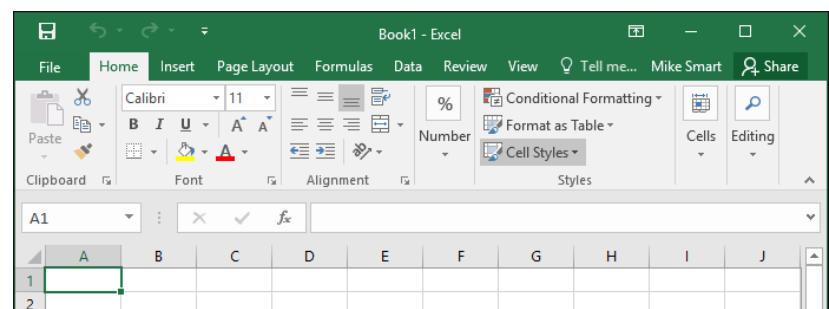 Book1 - Excel
File Home Insert Page Layout Formulas Data Review View Tell me... Mike Smart Share
Calibri 11 % Conditional Formatting
Paste B I U A A Number Format as Table Cells Editing
A Cell Styles
Clipboard Font Alignment Styles
A1 fx
A B C D E F G H I J
1
2